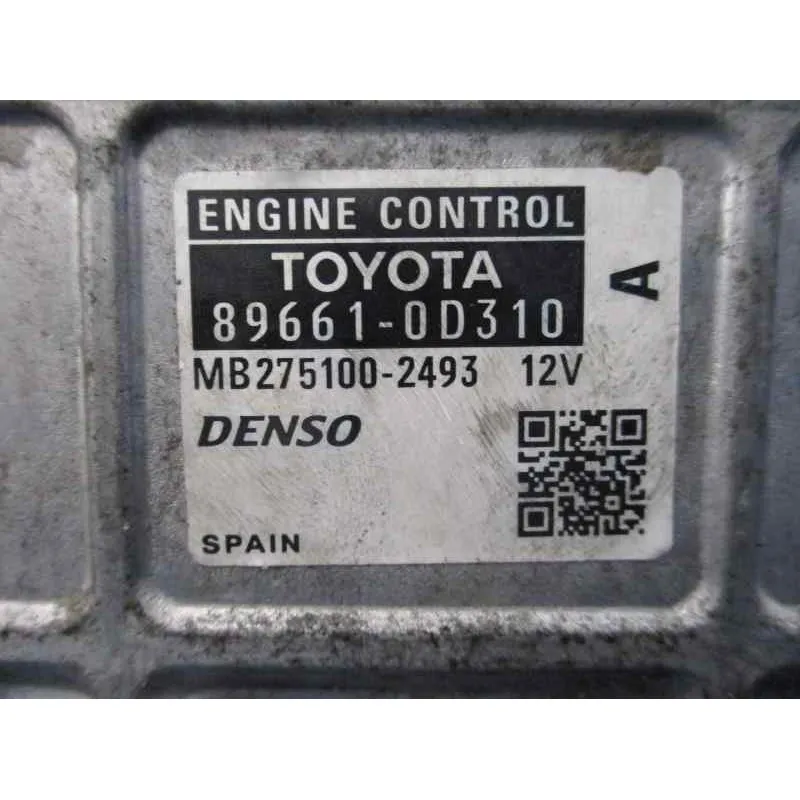 ENGINE CONTROL
TOYOTA
89661-0D310
A
MB275100-2493 12V
DENSO
SPAIN